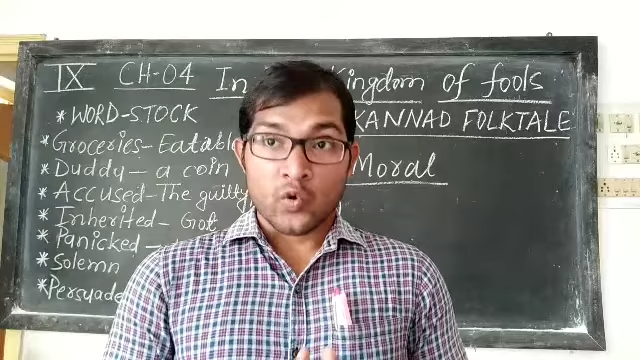 IX CH-04 In Kingdom of fools
* WORD-STOCK KANNAD FOLKTALE
* Groceries - Eatabl
* Duddy - a coin Moral
* Accused - The guilty
* Inherited - Got
* Panicked -
* Solemn
* Persuade